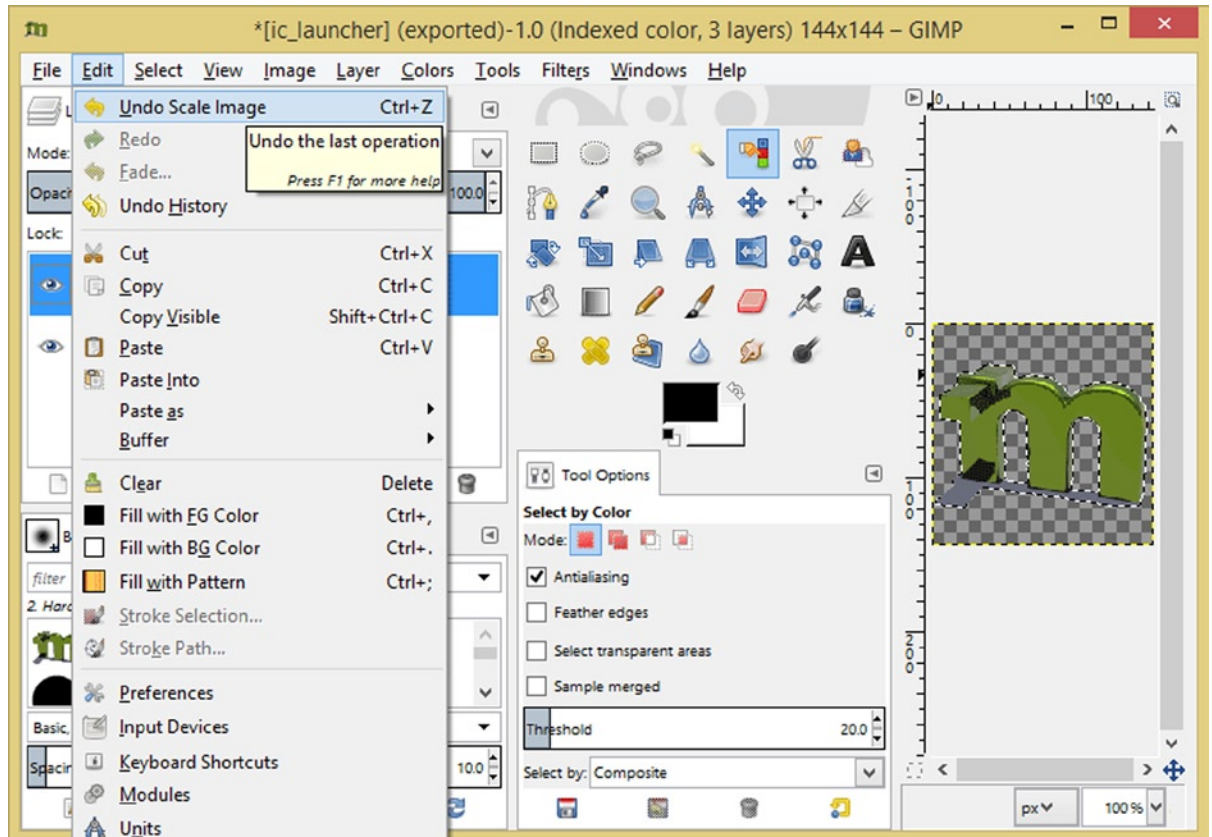 *[ic_launcher] (exported)-1.0 (Indexed color, 3 layers) 144x144 – GIMP
File Edit Select View Image Layer Colors Tools Filters Windows Help
Undo Scale Image Ctrl+Z
Redo
Fade...
Undo History
Undo the last operation
Press F1 for more help
Cut Ctrl+X
Copy Ctrl+C
Copy Visible Shift+Ctrl+C
Paste Ctrl+V
Paste Into
Paste as
Buffer
Clear Delete
Fill with FG Color Ctrl+,
Fill with BG Color Ctrl+.
Fill with Pattern Ctrl+;
Stroke Selection...
Stroke Path...
Preferences
Input Devices
Keyboard Shortcuts
Modules
Units
Mode:
100.0
Lock:
filter
Basic,
10.0
Tool Options
Select by Color
Mode:
Antialiasing
Feather edges
Select transparent areas
Sample merged
Threshold 20.0
Select by: Composite
0 100
100
0
100
200
m
px 100 %